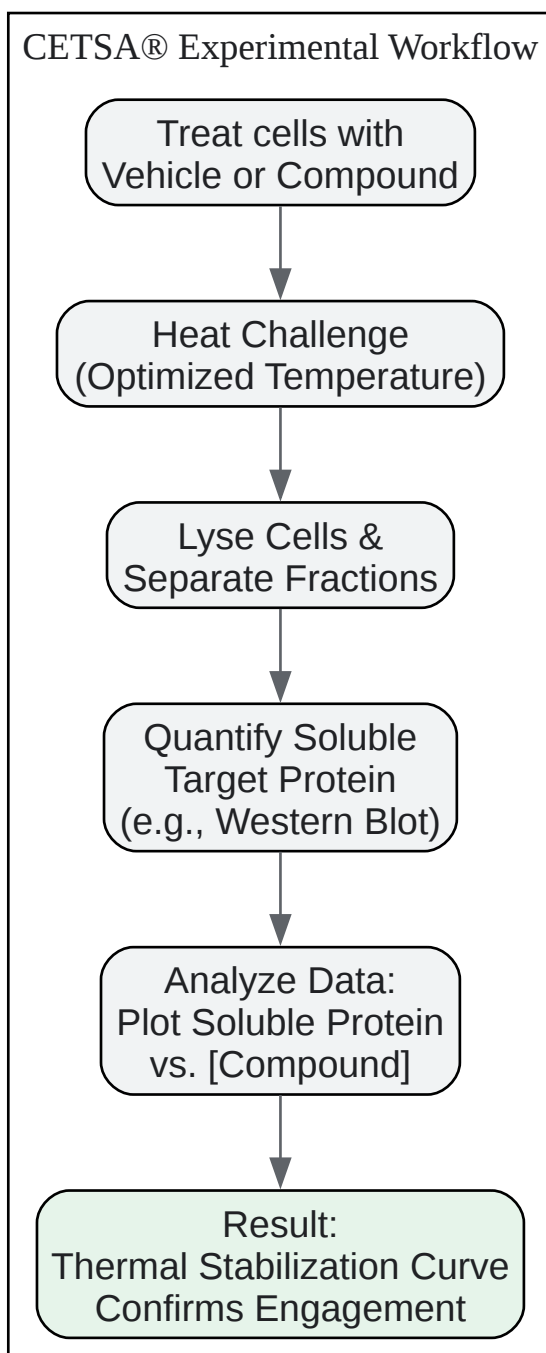 CETSA® Experimental Workflow
Treat cells with
Vehicle or Compound
Heat Challenge
(Optimized Temperature)
Lyse Cells &
Separate Fractions
Quantify Soluble
Target Protein
(e.g., Western Blot)
Analyze Data:
Plot Soluble Protein
vs. [Compound]
Result:
Thermal Stabilization Curve
Confirms Engagement